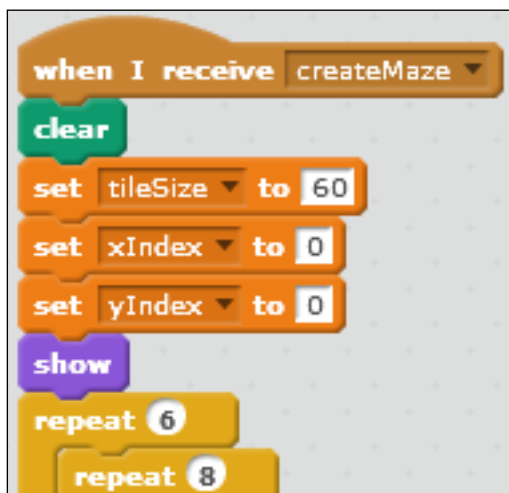 when I receive createMaze
clear
set tileSize to 60
set xIndex to 0
set yIndex to 0
show
repeat 6
repeat 8